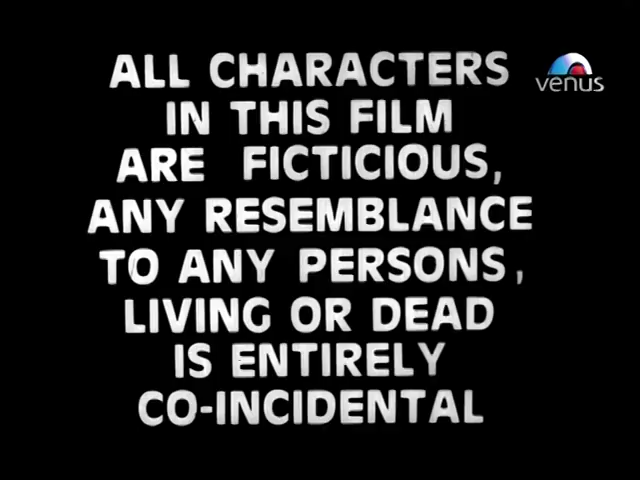 ALL CHARACTERS
venus
IN THIS FILM
ARE FICTICIOUS,
ANY RESEMBLANCE
TO ANY PERSONS,
LIVING OR DEAD
IS ENTIRELY
CO-INCIDENTAL